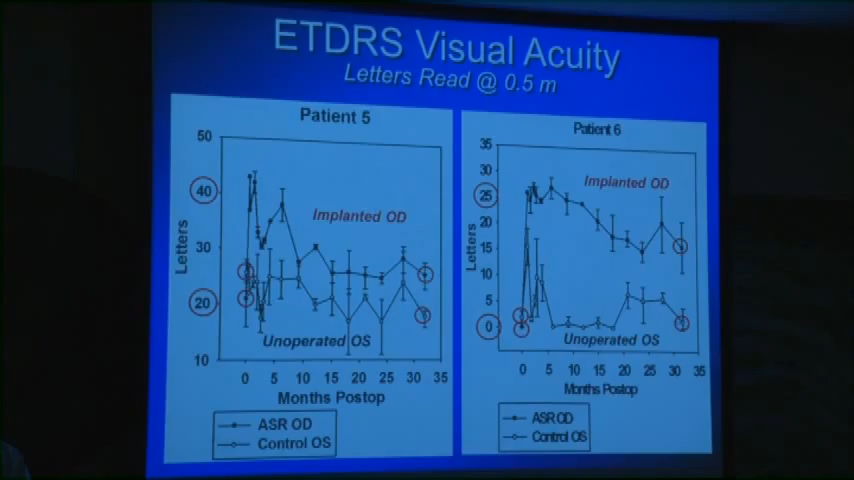 ETDRS Visual Acuity
Letters Read @ 0.5 m
Patient 5
50
40
30
20
10
Letters
Implanted OD
Unoperated OS
0 5 10 15 20 25 30 35
Months Postop
ASR OD
Control OS
Patient 6
35
30
25
20
15
10
5
0
Letters
Implanted OD
Unoperated OS
0 5 10 15 20 25 30 35
Months Postop
ASR OD
Control OS